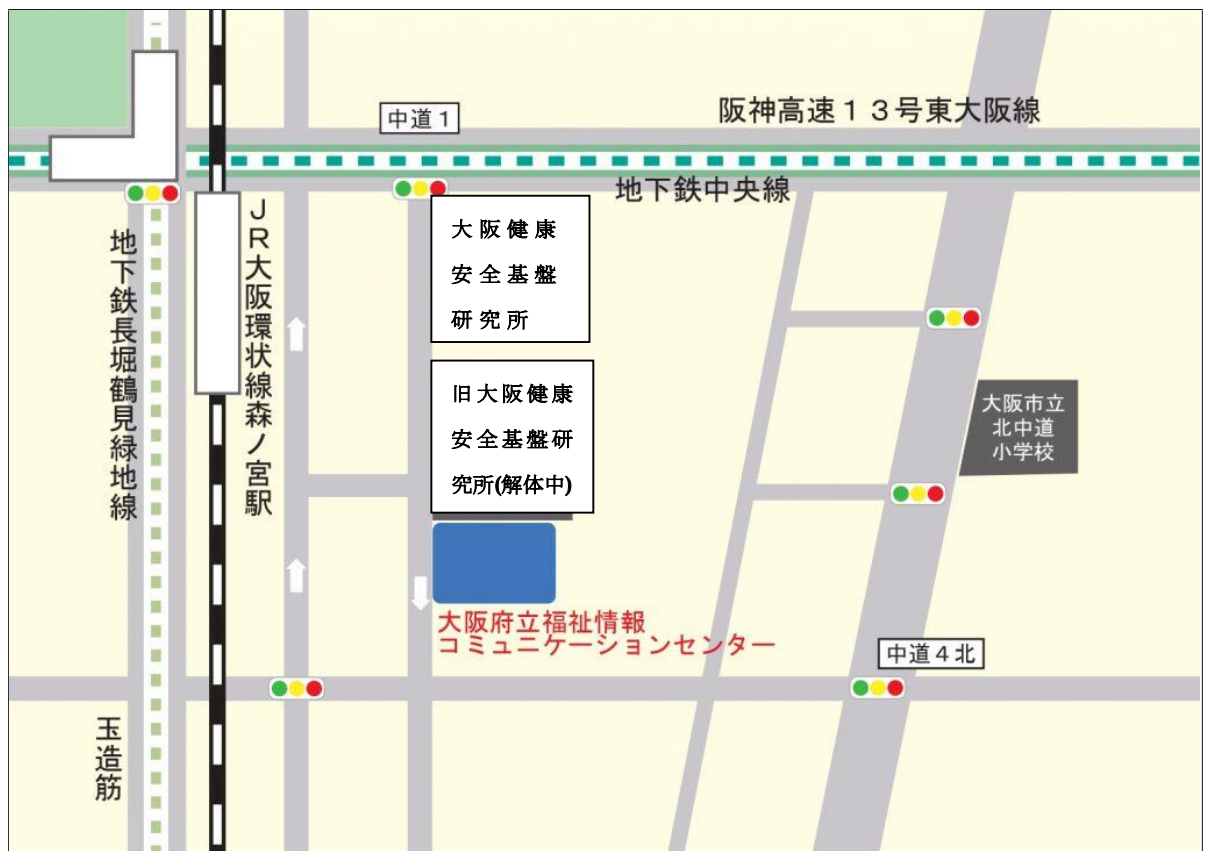 中道１
阪神高速１３号東大阪線
地下鉄中央線
地下鉄長堀鶴見緑地線
ＪＲ大阪環状線森ノ宮駅
大阪健康
安全基盤
研究所
旧大阪健康
安全基盤研
究所(解体中)
大阪市立
北中道
小学校
大阪府立福祉情報
コミュニケーションセンター
中道４北
玉造筋